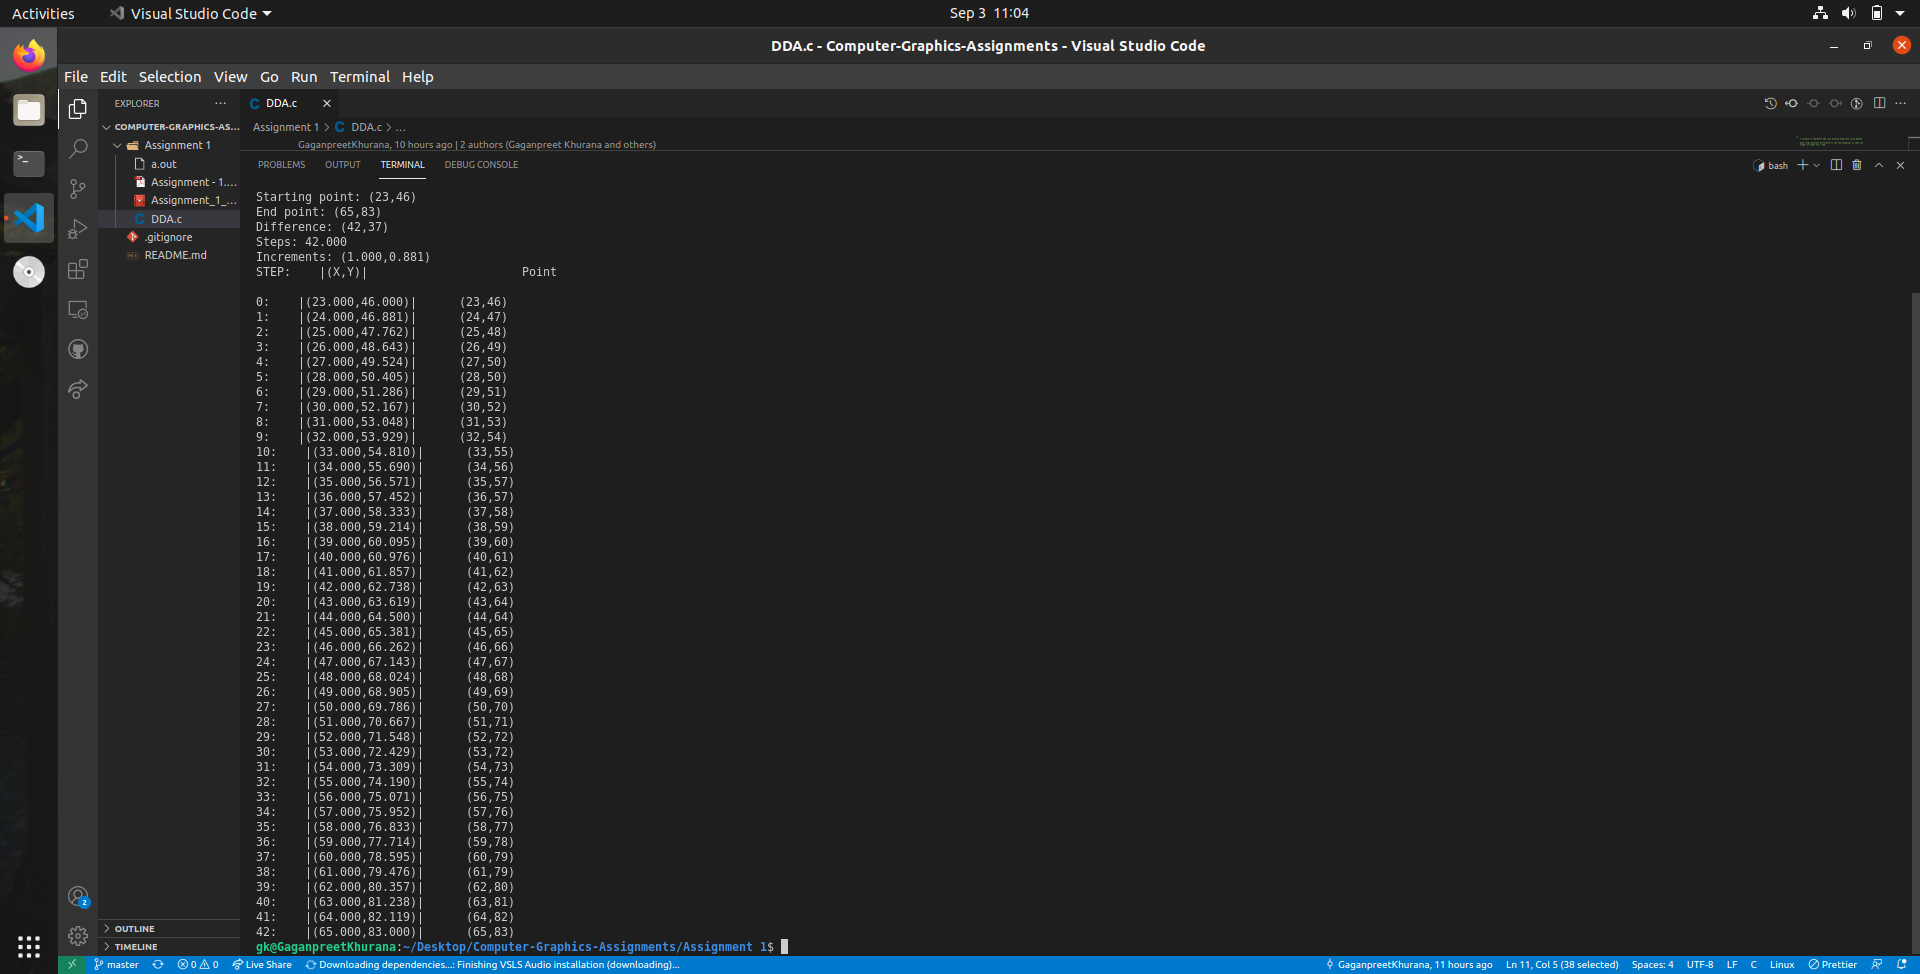 Activities Visual Studio Code Sep 3 11:04
DDA.c - Computer-Graphics-Assignments - Visual Studio Code
File Edit Selection View Go Run Terminal Help
EXPLORER ... DDA.c
COMPUTER-GRAPHICS-AS... Assignment 1 > DDA.c > ...
Assignment 1
a.out
Assignment - 1....
Assignment_1_...
DDA.c
.gitignore
README.md
OUTLINE
TIMELINE
GaganpreetKhurana, 10 hours ago | 2 authors (Gaganpreet Khurana and others)
PROBLEMS OUTPUT TERMINAL DEBUG CONSOLE bash
Starting point: (23,46)
End point: (65,83)
Difference: (42,37)
Steps: 42.000
Increments: (1.000,0.881)
STEP: |(X,Y)| Point
0: |(23.000,46.000)| (23,46)
1: |(24.000,46.881)| (24,47)
2: |(25.000,47.762)| (25,48)
3: |(26.000,48.643)| (26,49)
4: |(27.000,49.524)| (27,50)
5: |(28.000,50.405)| (28,50)
6: |(29.000,51.286)| (29,51)
7: |(30.000,52.167)| (30,52)
8: |(31.000,53.048)| (31,53)
9: |(32.000,53.929)| (32,54)
10: |(33.000,54.810)| (33,55)
11: |(34.000,55.690)| (34,56)
12: |(35.000,56.571)| (35,57)
13: |(36.000,57.452)| (36,57)
14: |(37.000,58.333)| (37,58)
15: |(38.000,59.214)| (38,59)
16: |(39.000,60.095)| (39,60)
17: |(40.000,60.976)| (40,61)
18: |(41.000,61.857)| (41,62)
19: |(42.000,62.738)| (42,63)
20: |(43.000,63.619)| (43,64)
21: |(44.000,64.500)| (44,64)
22: |(45.000,65.381)| (45,65)
23: |(46.000,66.262)| (46,66)
24: |(47.000,67.143)| (47,67)
25: |(48.000,68.024)| (48,68)
26: |(49.000,68.905)| (49,69)
27: |(50.000,69.786)| (50,70)
28: |(51.000,70.667)| (51,71)
29: |(52.000,71.548)| (52,72)
30: |(53.000,72.429)| (53,72)
31: |(54.000,73.309)| (54,73)
32: |(55.000,74.190)| (55,74)
33: |(56.000,75.071)| (56,75)
34: |(57.000,75.952)| (57,76)
35: |(58.000,76.833)| (58,77)
36: |(59.000,77.714)| (59,78)
37: |(60.000,78.595)| (60,79)
38: |(61.000,79.476)| (61,79)
39: |(62.000,80.357)| (62,80)
40: |(63.000,81.238)| (63,81)
41: |(64.000,82.119)| (64,82)
42: |(65.000,83.000)| (65,83)
gk@GaganpreetKhurana:~/Desktop/Computer-Graphics-Assignments/Assignment 1$
master 0 0 Live Share Downloading dependencies...: Finishing VSLS Audio installation (downloading)... GaganpreetKhurana, 11 hours ago Ln 11, Col 5 (38 selected) Spaces: 4 UTF-8 LF C Linux Prettier